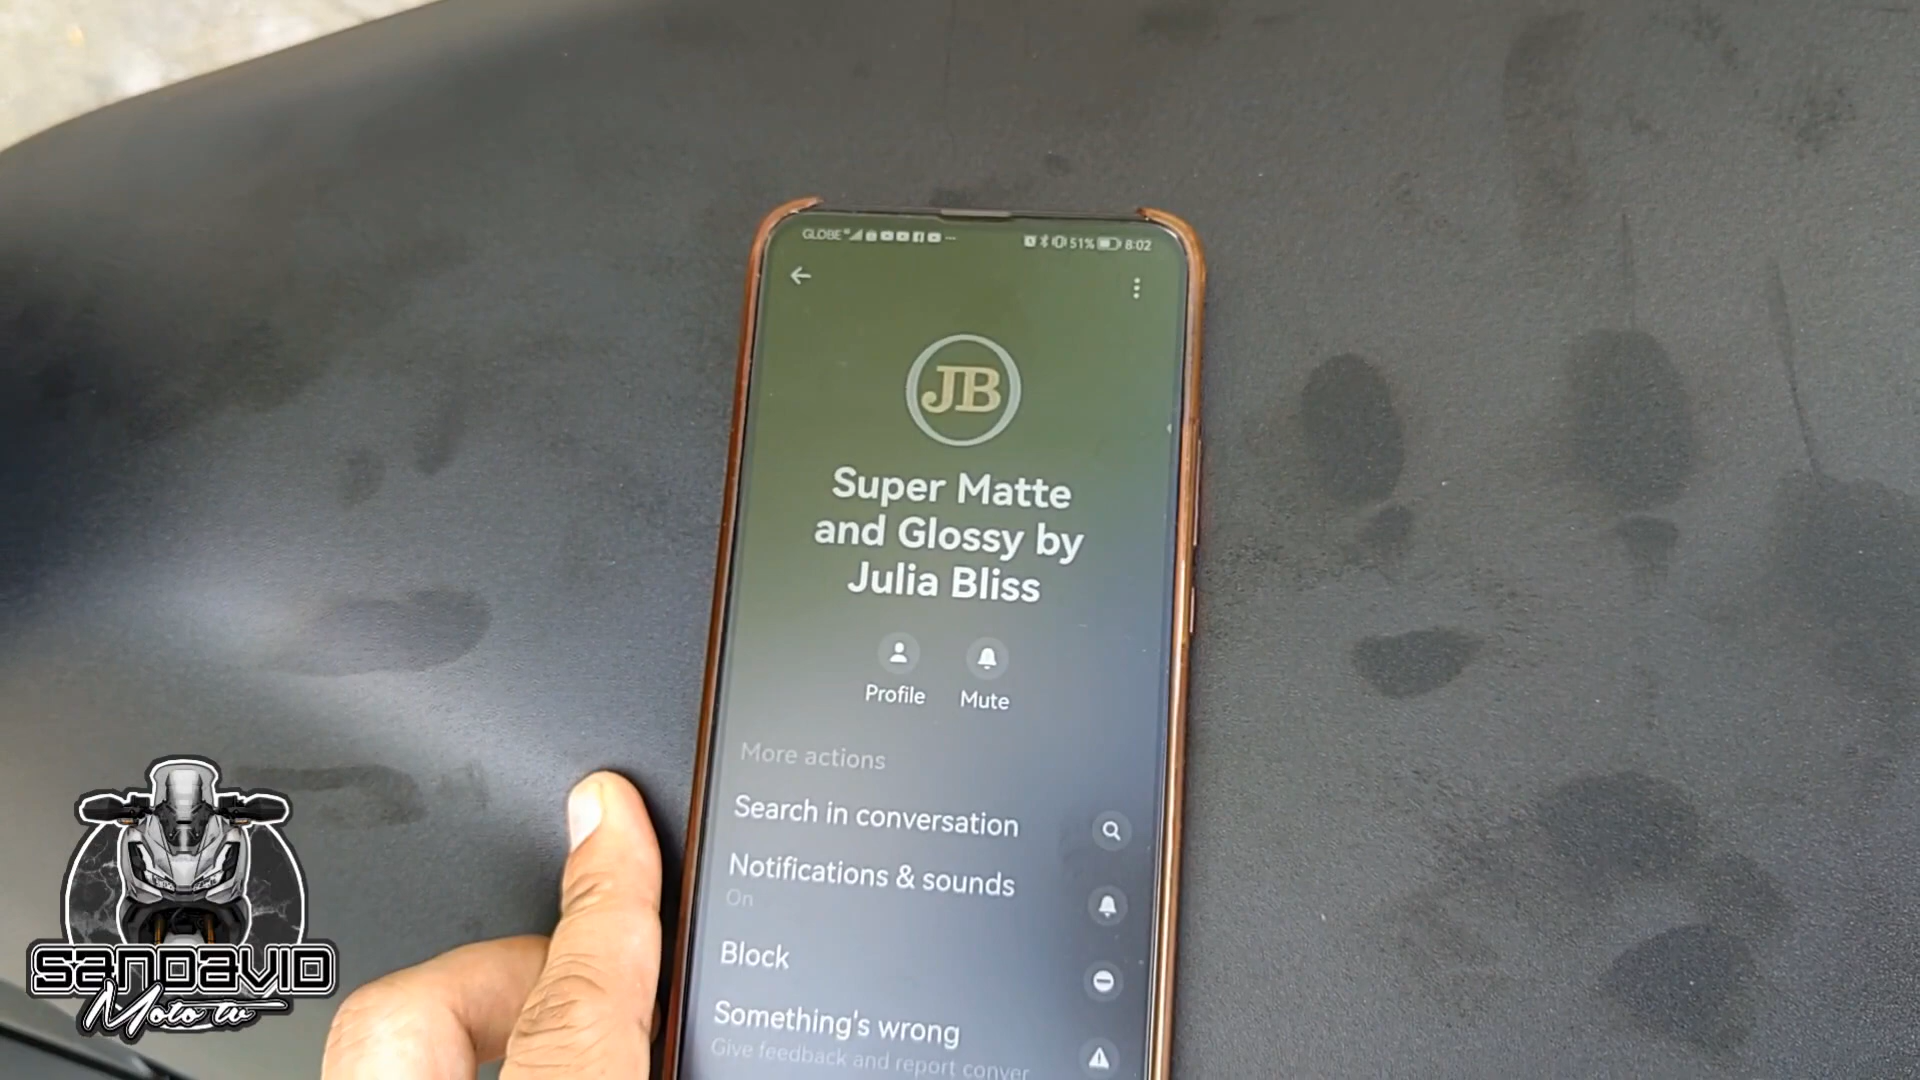 GLOBE 51% 8:02
JB
Super Matte
and Glossy by
Julia Bliss
Profile Mute
More actions
Search in conversation
Notifications & sounds
On
Block
Something's wrong
Give feedback and report conver
SANDAVID
Moto tv